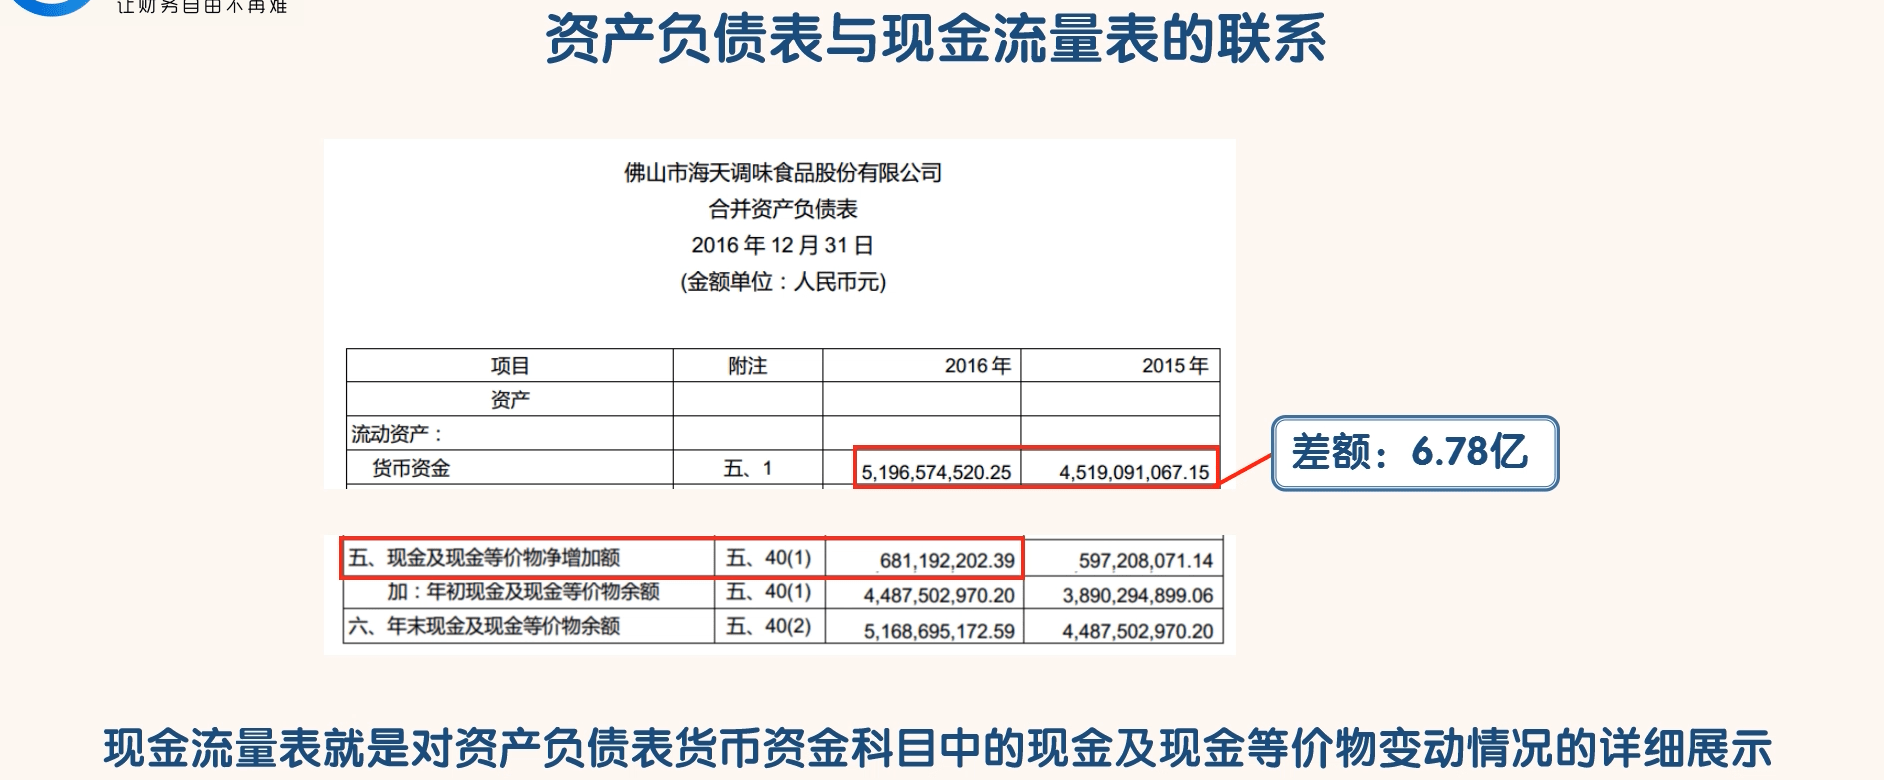 让财务自由不再难
资产负债表与现金流量表的联系
佛山市海天调味食品股份有限公司
合并资产负债表
2016 年 12 月 31 日
(金额单位：人民币元)
项目 附注 2016 年 2015 年
资产
流动资产：
货币资金 五、1 5,196,574,520.25 4,519,091,067.15
差额：6.78亿
五、现金及现金等价物净增加额 五、40(1) 681,192,202.39 597,208,071.14
加：年初现金及现金等价物余额 五、40(1) 4,487,502,970.20 3,890,294,899.06
六、年末现金及现金等价物余额 五、40(2) 5,168,695,172.59 4,487,502,970.20
现金流量表就是对资产负债表货币资金科目中的现金及现金等价物变动情况的详细展示